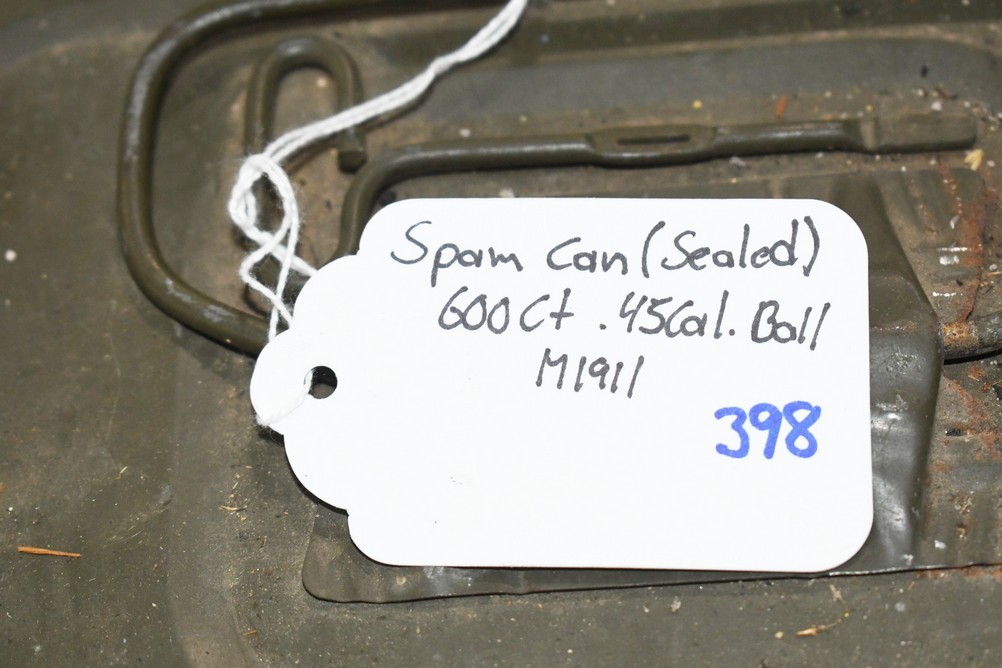 Spam Can (Sealed)
600 Ct .45 Cal. Ball
M1911
398